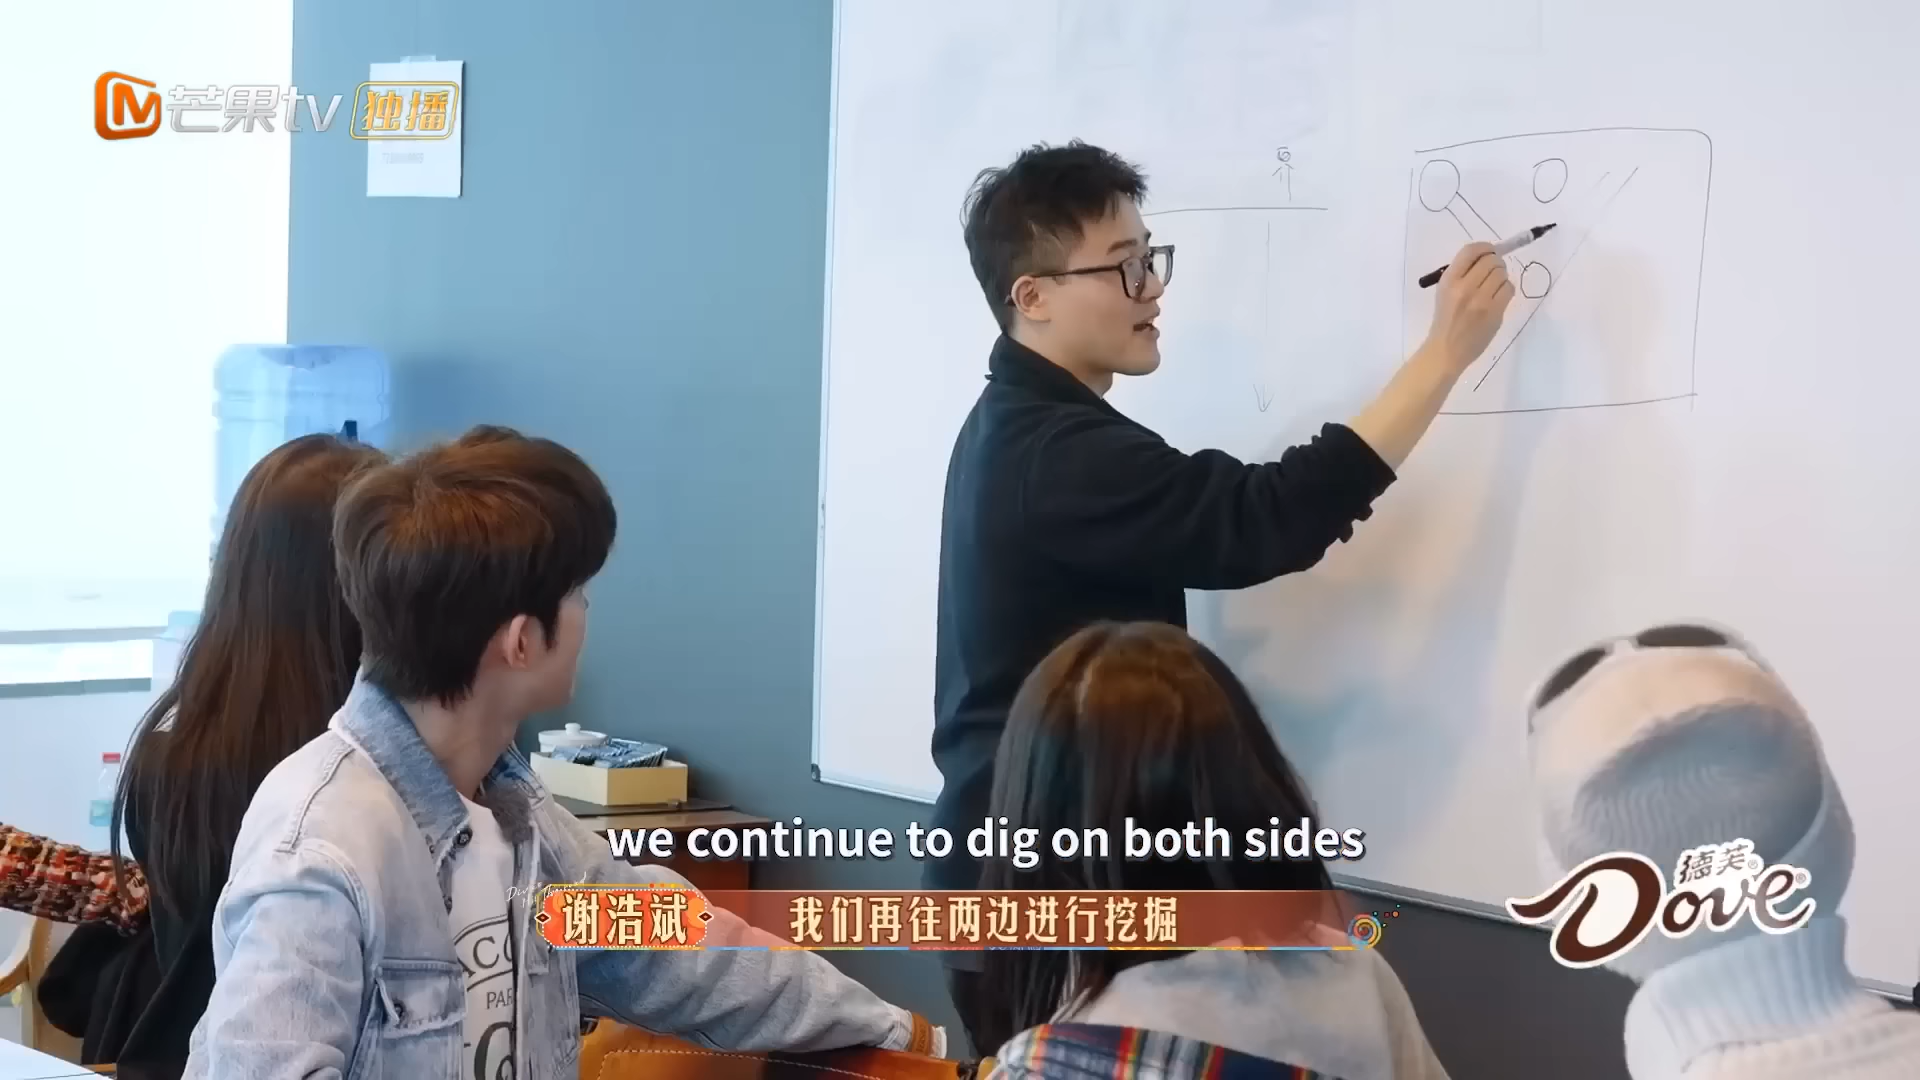 芒果tv 独播
we continue to dig on both sides
谢浩斌 我们再往两边进行挖掘
德芙
Dove